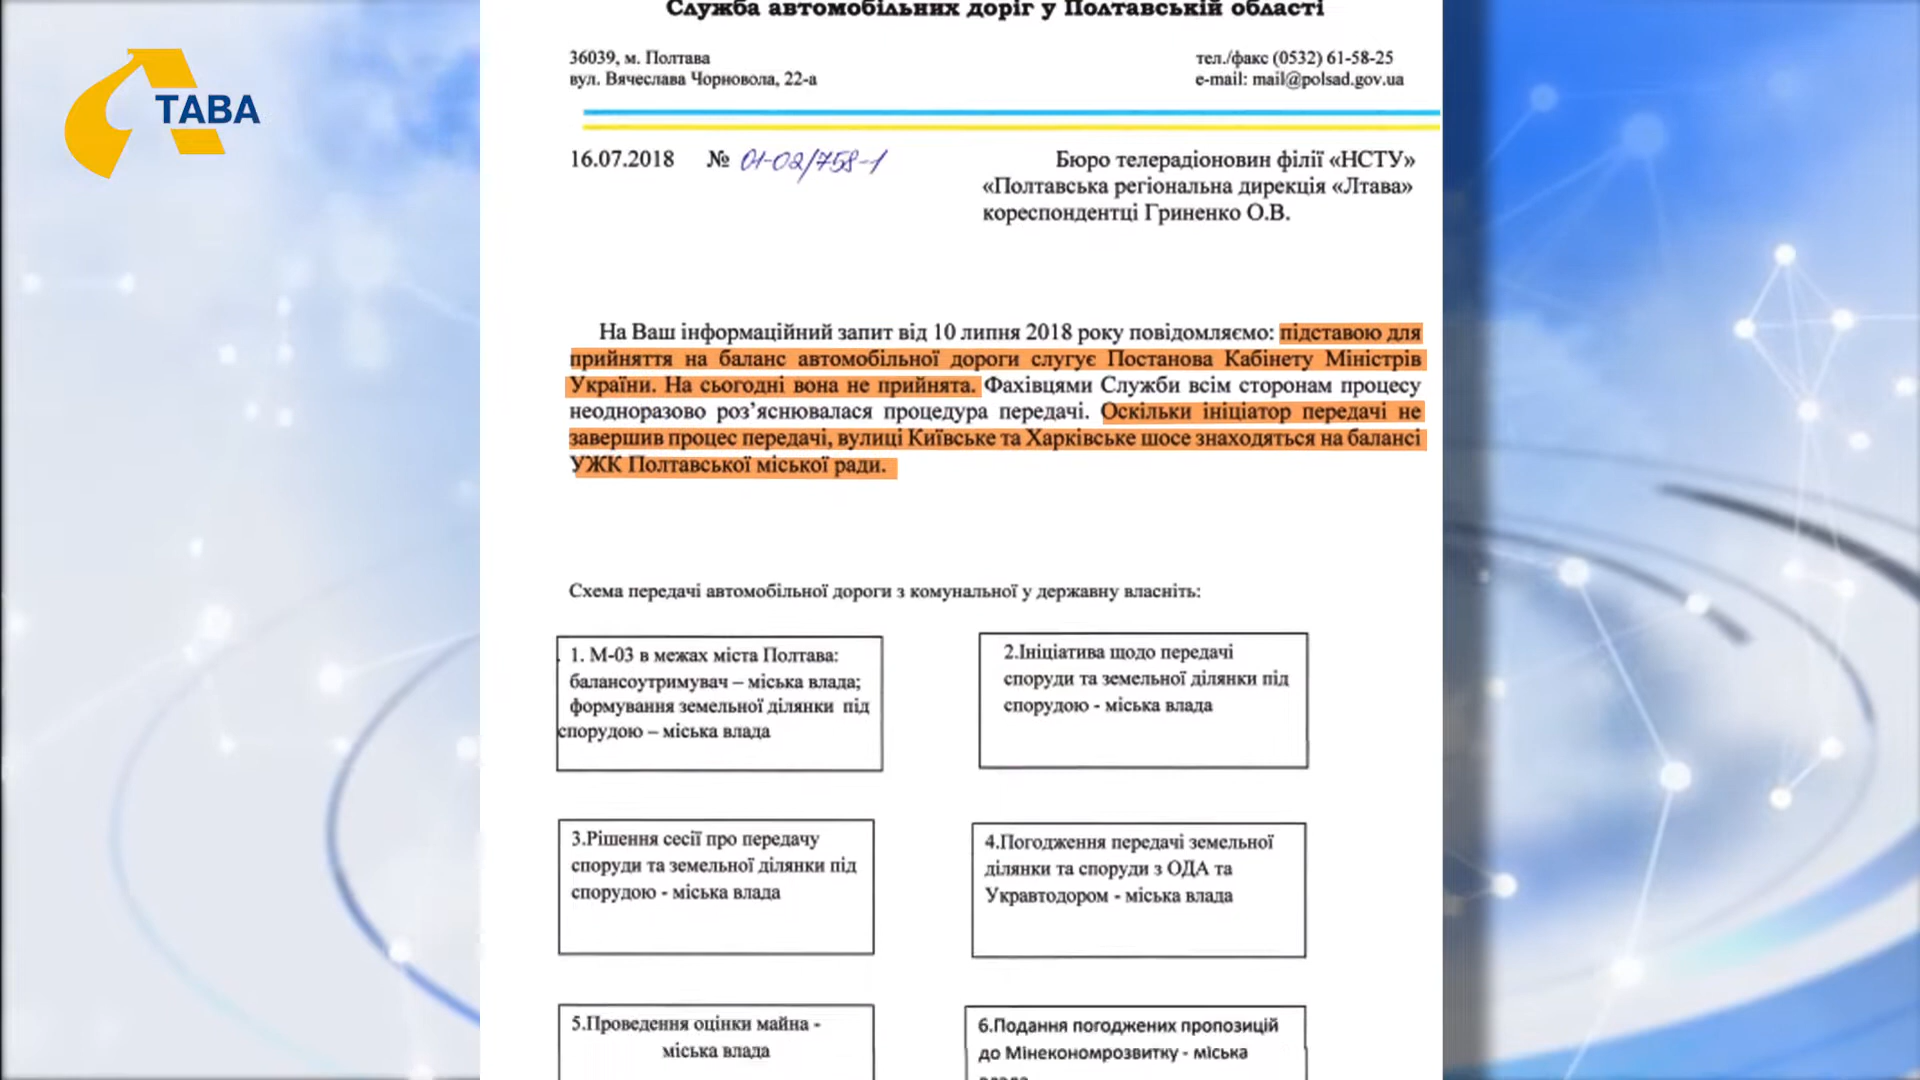 ТАВА
Служба автомобільних доріг у Полтавській області
36039, м. Полтава
вул. Вячеслава Чорновола, 22-а
тел./факс (0532) 61-58-25
e-mail: mail@polsad.gov.ua
16.07.2018 № 01-02/758-1
Бюро телерадіоновин філії «НСТУ»
«Полтавська регіональна дирекція «Лтава»
кореспондентці Гриненко О.В.
На Ваш інформаційний запит від 10 липня 2018 року повідомляємо: підставою для
прийняття на баланс автомобільної дороги слугує Постанова Кабінету Міністрів
України. На сьогодні вона не прийнята. Фахівцями Служби всім сторонам процесу
неодноразово роз’яснювалася процедура передачі. Оскільки ініціатор передачі не
завершив процес передачі, вулиці Київське та Харківське шосе знаходяться на балансі
УЖК Полтавської міської ради.
Схема передачі автомобільної дороги з комунальної у державну власніть:
1. М-03 в межах міста Полтава:
балансоутримувач – міська влада;
формування земельної ділянки під
спорудою – міська влада
2.Ініціатива щодо передачі
споруди та земельної ділянки під
спорудою - міська влада
3.Рішення сесії про передачу
споруди та земельної ділянки під
спорудою - міська влада
4.Погодження передачі земельної
ділянки та споруди з ОДА та
Укравтодором - міська влада
5.Проведення оцінки майна -
міська влада
6.Подання погоджених пропозицій
до Мінекономрозвитку - міська
влада